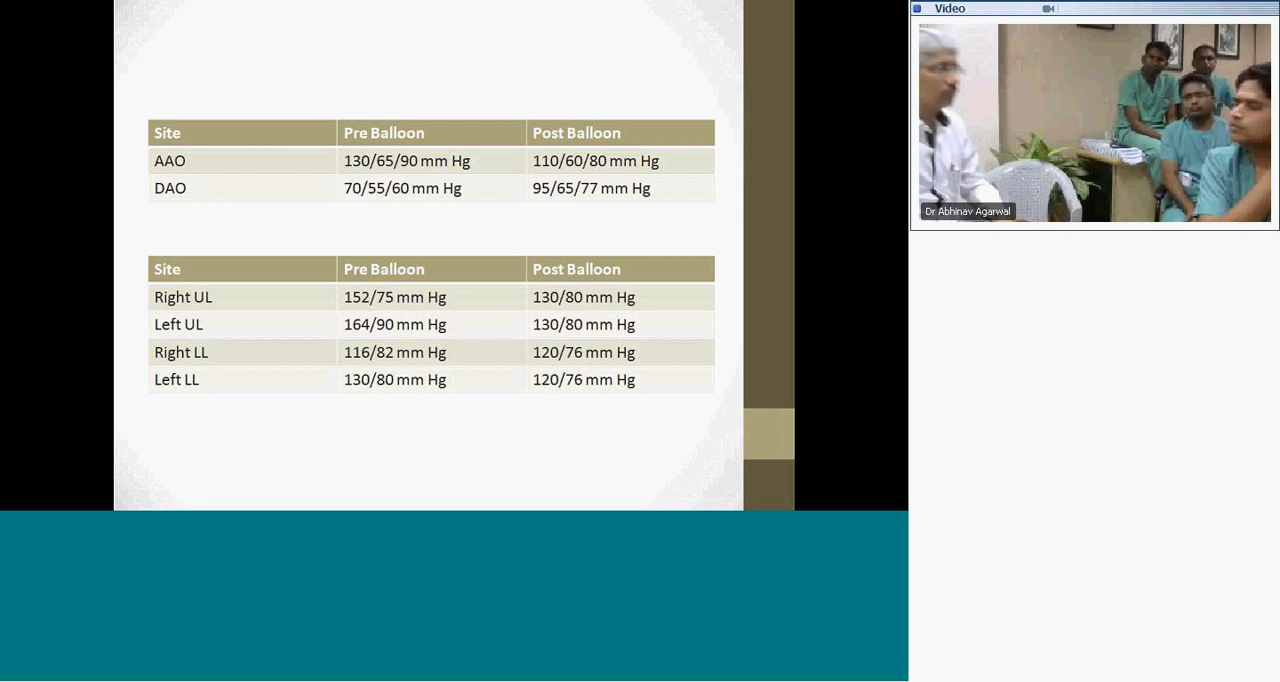 Site Pre Balloon Post Balloon
AAO 130/65/90 mm Hg 110/60/80 mm Hg
DAO 70/55/60 mm Hg 95/65/77 mm Hg
Site Pre Balloon Post Balloon
Right UL 152/75 mm Hg 130/80 mm Hg
Left UL 164/90 mm Hg 130/80 mm Hg
Right LL 116/82 mm Hg 120/76 mm Hg
Left LL 130/80 mm Hg 120/76 mm Hg
Video
Dr Abhinav Agarwal